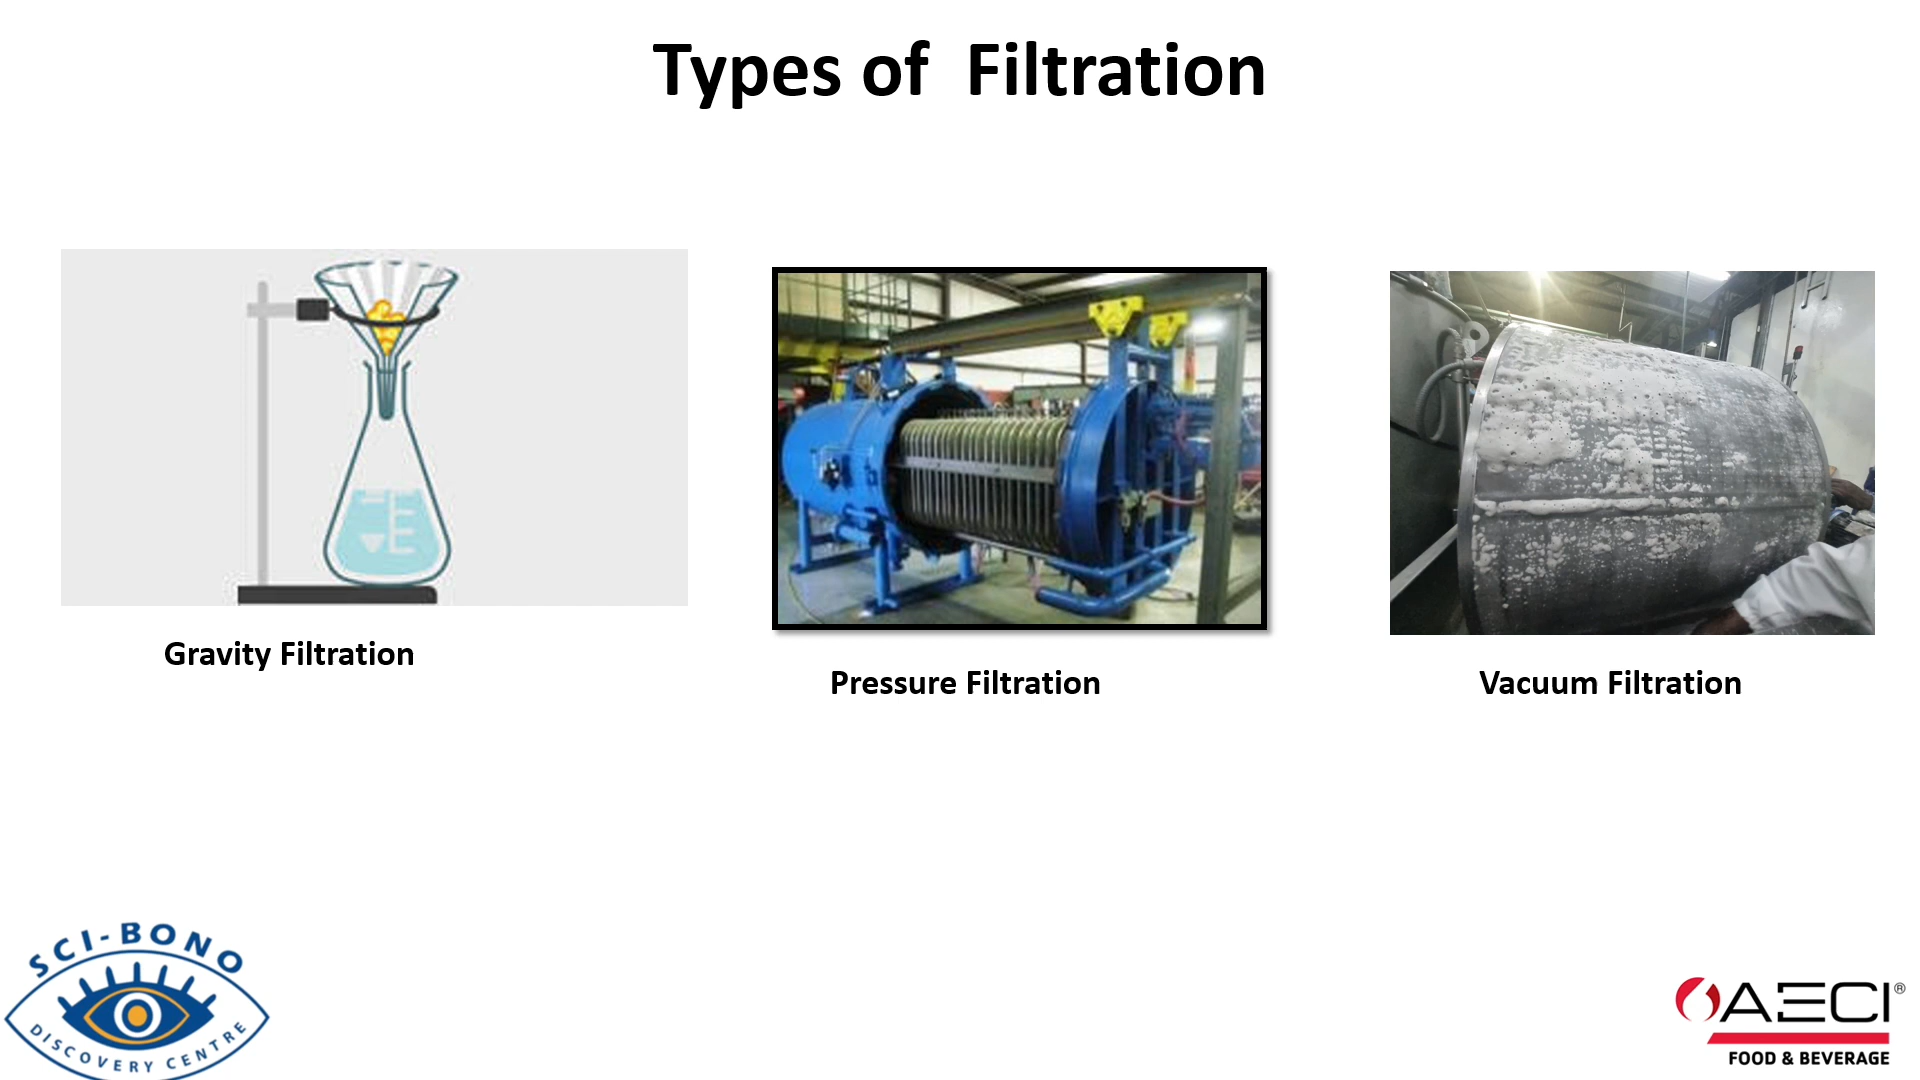 Types of  Filtration
Gravity Filtration
Pressure Filtration
Vacuum Filtration
SCI-BONO
DISCOVERY CENTRE
AECI®
FOOD & BEVERAGE